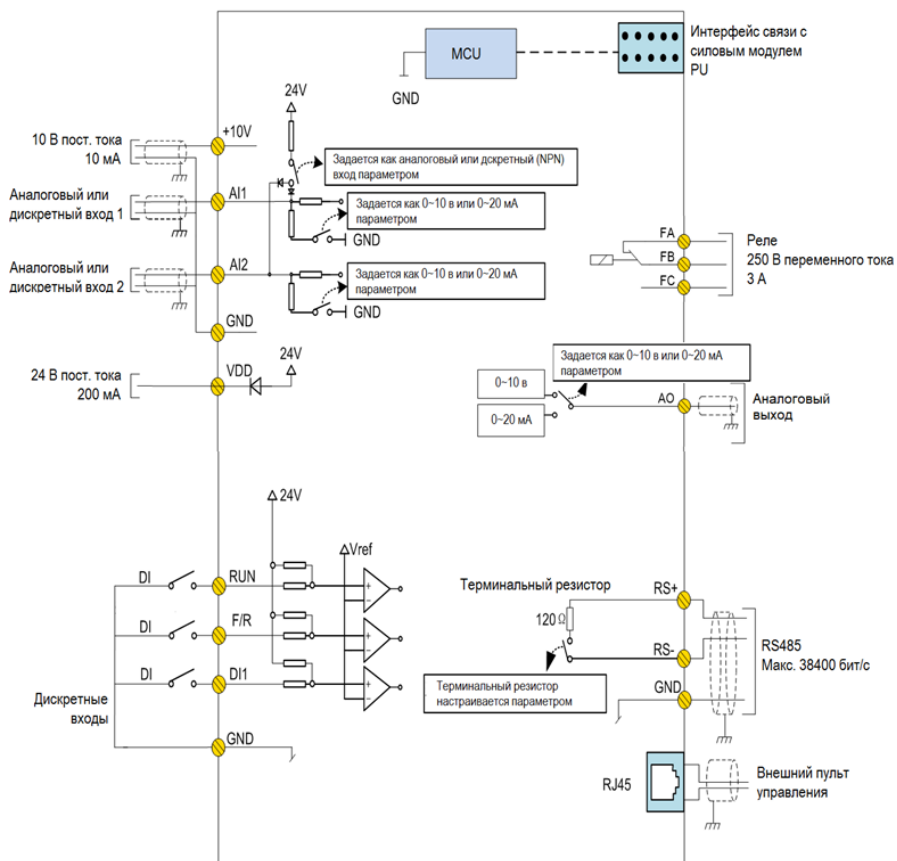 MCU
GND
Интерфейс связи с
силовым модулем
PU
24V
+10V
10 В пост. тока
10 мА
Задается как аналоговый или дскретный (NPN)
вход параметром
AI1
Аналоговый или
дискретный вход 1
Задается как 0~10 в или 0~20 мА
параметром
GND
AI2
Аналоговый или
дискретный вход 2
Задается как 0~10 в или 0~20 мА
параметром
GND
GND
FA
FB
FC
Реле
250 В переменного тока
3 А
24V
VDD
24 В пост. тока
200 мА
Задается как 0~10 в или 0~20 мА
параметром
0~10 в
0~20 мА
AO
Аналоговый
выход
24V
Vref
DI
RUN
DI
F/R
DI
DI1
Дискретные
входы
GND
Терминальный резистор
120 Ω
RS+
RS-
GND
RS485
Макс. 38400 бит/с
Терминальный резистор
настраивается параметром
RJ45
Внешний пульт
управления